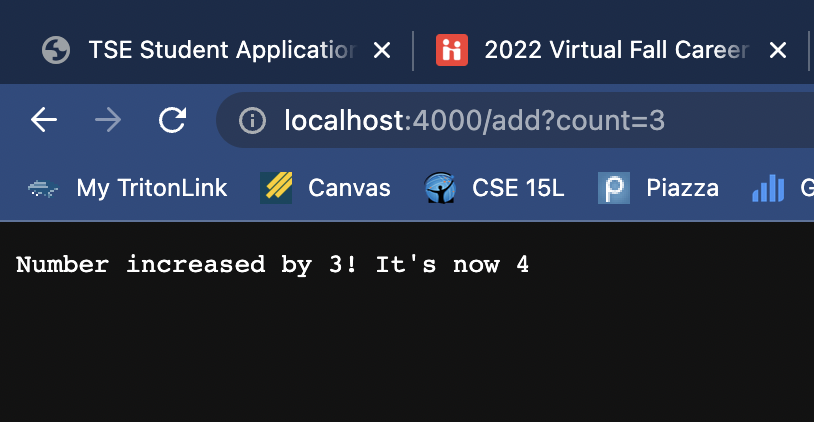 TSE Student Application
2022 Virtual Fall Career
localhost:4000/add?count=3
My TritonLink Canvas CSE 15L Piazza G
Number increased by 3! It's now 4